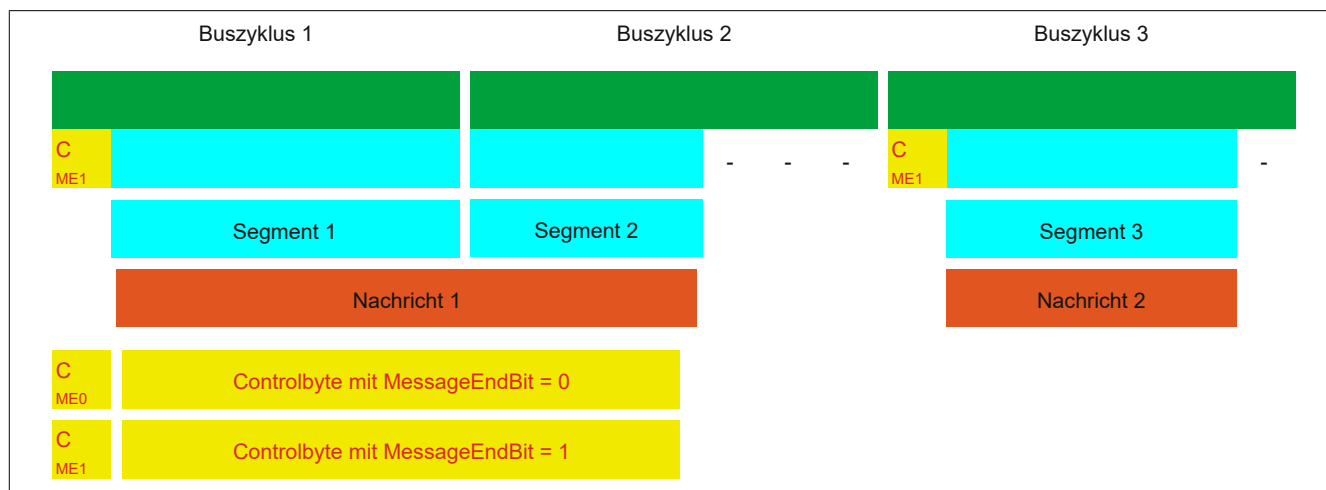 Buszyklus 1 Buszyklus 2 Buszyklus 3
C - - - C -
ME1 ME1
Segment 1 Segment 2 Segment 3
Nachricht 1 Nachricht 2
C
ME0 Controlbyte mit MessageEndBit = 0
C
ME1 Controlbyte mit MessageEndBit = 1